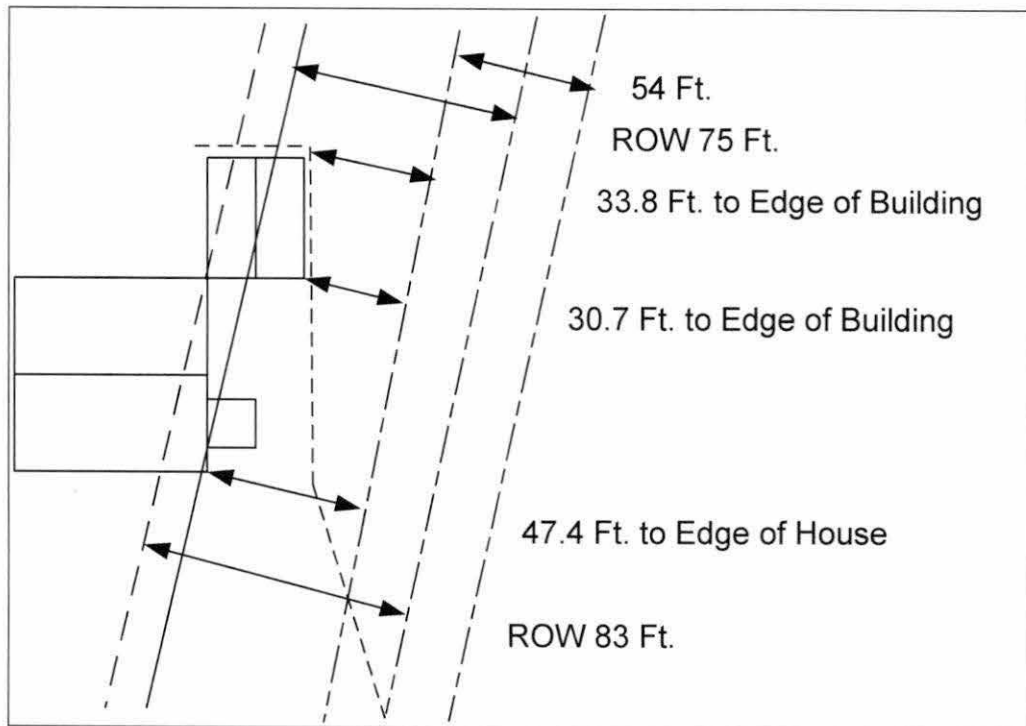 54 Ft.
ROW 75 Ft.
33.8 Ft. to Edge of Building
30.7 Ft. to Edge of Building
47.4 Ft. to Edge of House
ROW 83 Ft.